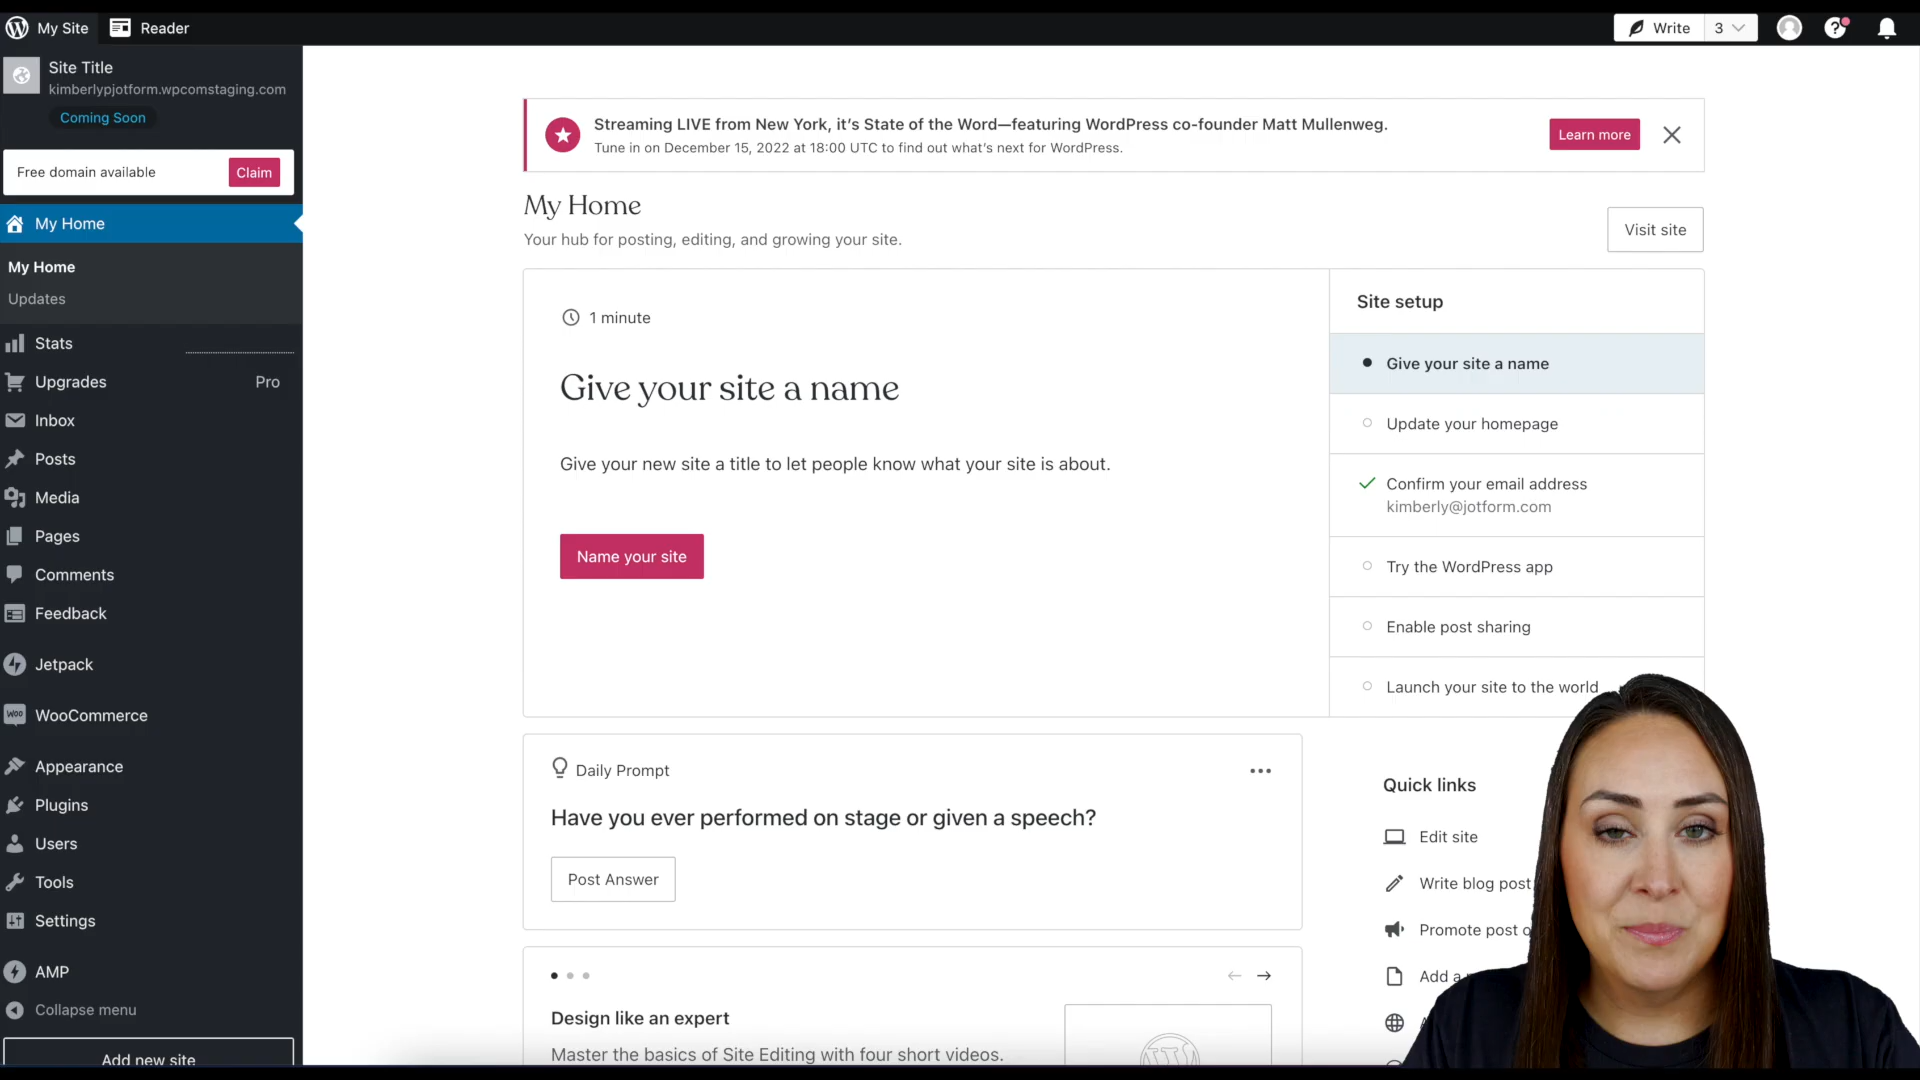 My Site
Reader
Write
3
Site Title
kimberlypjotform.wpcomstaging.com
Coming Soon
Free domain available
Claim
My Home
My Home
Updates
Stats
Upgrades
Pro
Inbox
Posts
Media
Pages
Comments
Feedback
Jetpack
WooCommerce
Appearance
Plugins
Users
Tools
Settings
AMP
Collapse menu
Add new site
Streaming LIVE from New York, it’s State of the Word—featuring WordPress co-founder Matt Mullenweg.
Tune in on December 15, 2022 at 18:00 UTC to find out what’s next for WordPress.
Learn more
My Home
Your hub for posting, editing, and growing your site.
Visit site
1 minute
Give your site a name
Give your new site a title to let people know what your site is about.
Name your site
Site setup
Give your site a name
Update your homepage
Confirm your email address
kimberly@jotform.com
Try the WordPress app
Enable post sharing
Launch your site to the world
Daily Prompt
Have you ever performed on stage or given a speech?
Post Answer
Design like an expert
Master the basics of Site Editing with four short videos.
Quick links
Edit site
Write blog post
Promote post
Add a